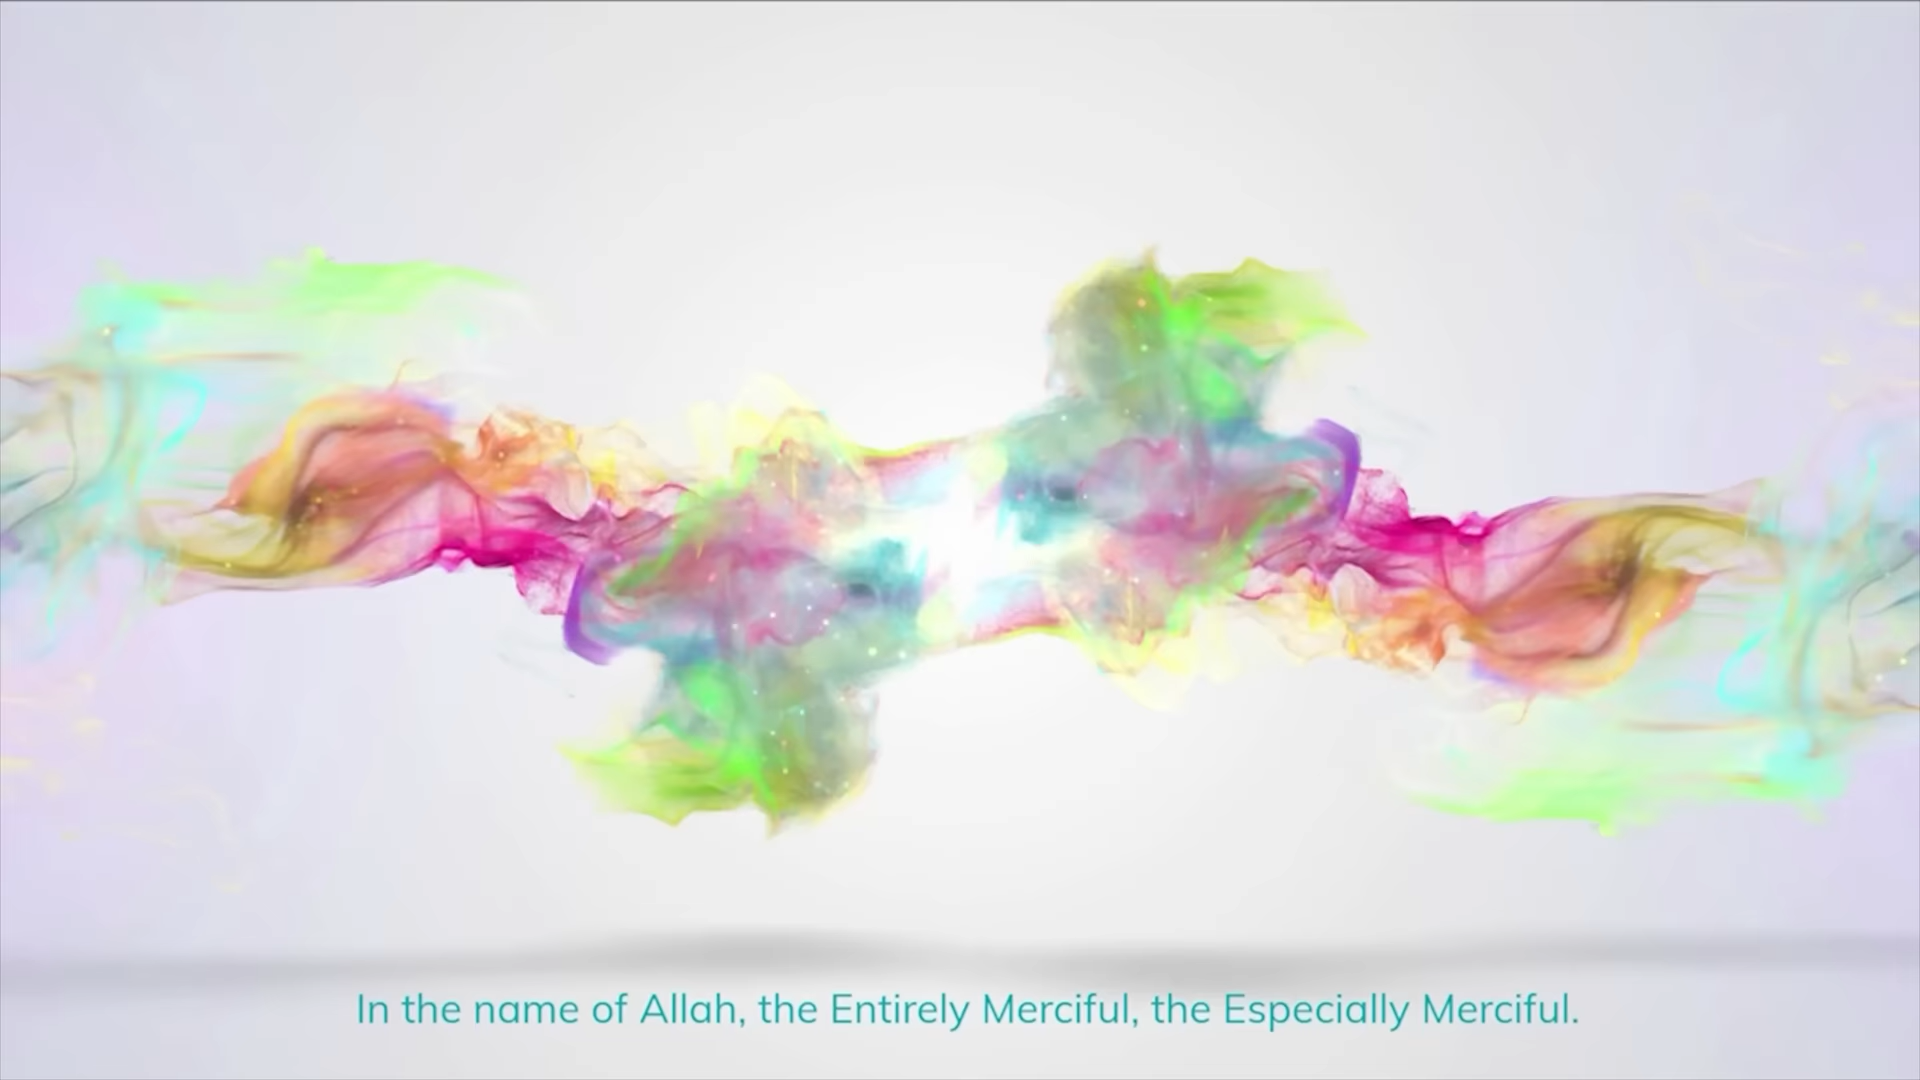 In the name of Allah, the Entirely Merciful, the Especially Merciful.